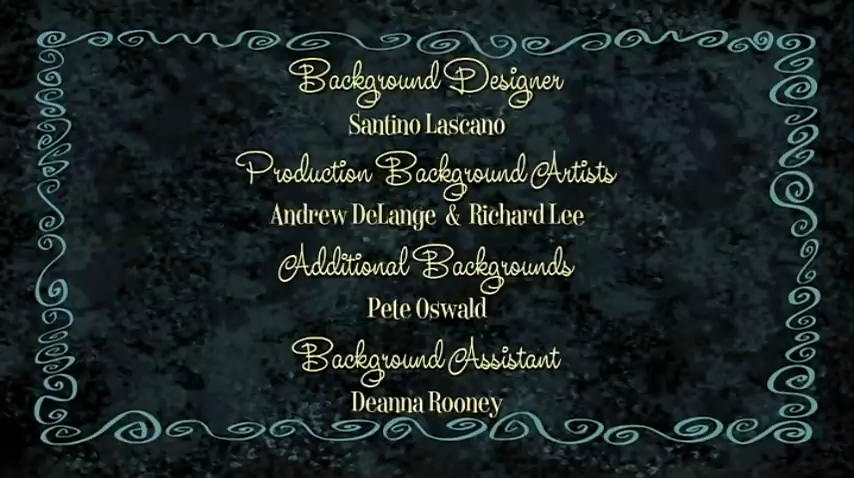 Background Designer
Santino Lascano
Production Background Artists
Andrew DeLange & Richard Lee
Additional Backgrounds
Pete Oswald
Background Assistant
Deanna Rooney